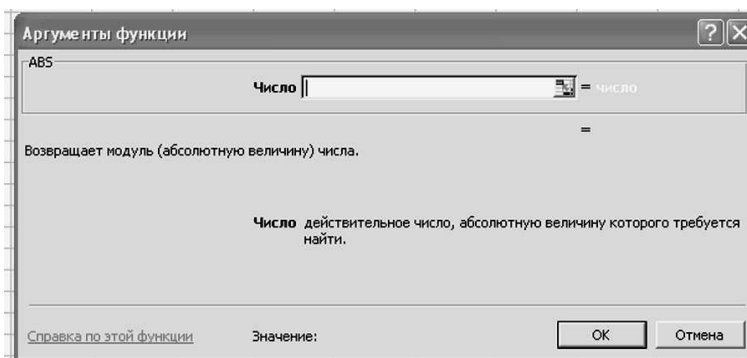 Аргументы функции
ABS
Число = число
=
Возвращает модуль (абсолютную величину) числа.
Число действительное число, абсолютную величину которого требуется
найти.
Справка по этой функции Значение: OK Отмена